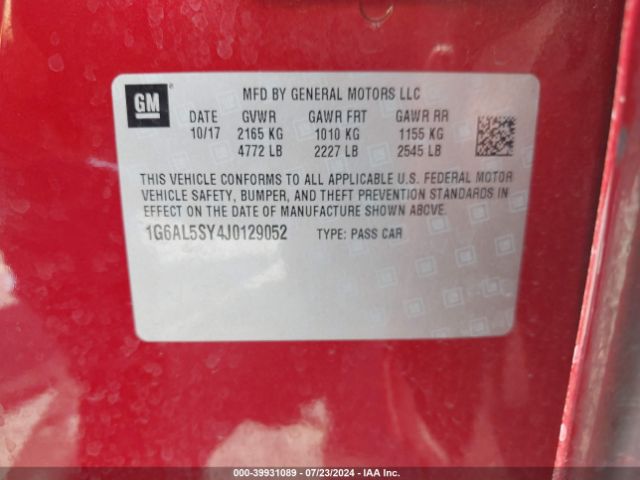 GM
MFD BY GENERAL MOTORS LLC
DATE GVWR GAWR FRT GAWR RR
10/17 2165 KG 1010 KG 1155 KG
4772 LB 2227 LB 2545 LB
THIS VEHICLE CONFORMS TO ALL APPLICABLE U.S. FEDERAL MOTOR
VEHICLE SAFETY, BUMPER, AND THEFT PREVENTION STANDARDS IN
EFFECT ON THE DATE OF MANUFACTURE SHOWN ABOVE.
1G6AL5SY4J0129052 TYPE: PASS CAR
000-39931089 - 07/23/2024 - IAA Inc.